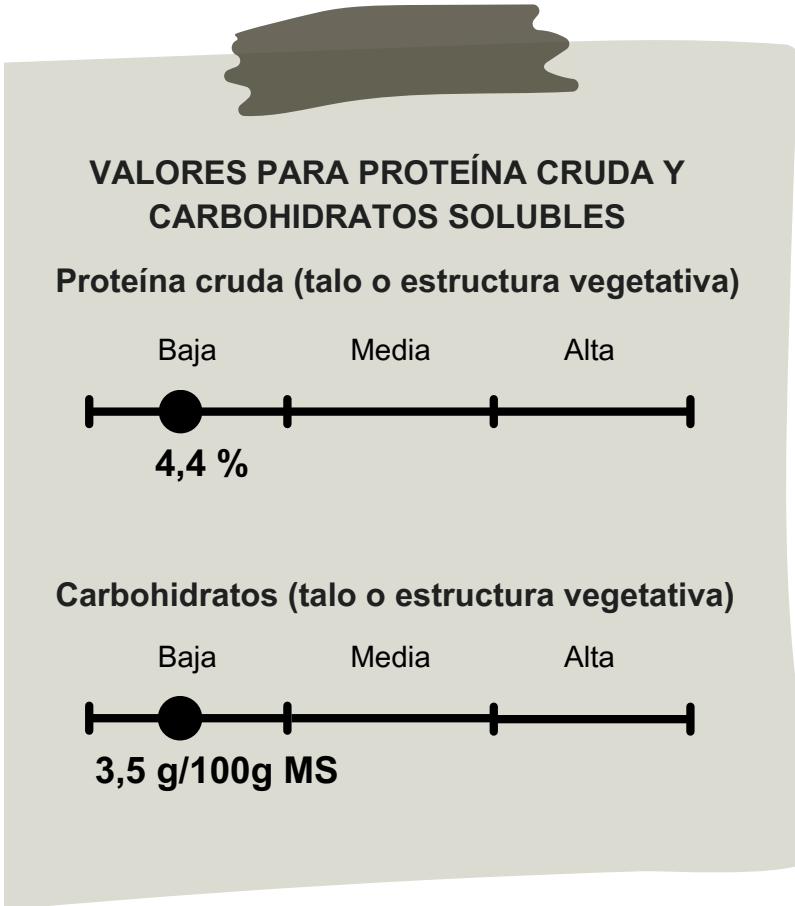 VALORES PARA PROTEÍNA CRUDA Y
CARBOHIDRATOS SOLUBLES
Proteína cruda (talo o estructura vegetativa)
Baja Media Alta
4,4 %
Carbohidratos (talo o estructura vegetativa)
Baja Media Alta
3,5 g/100g MS